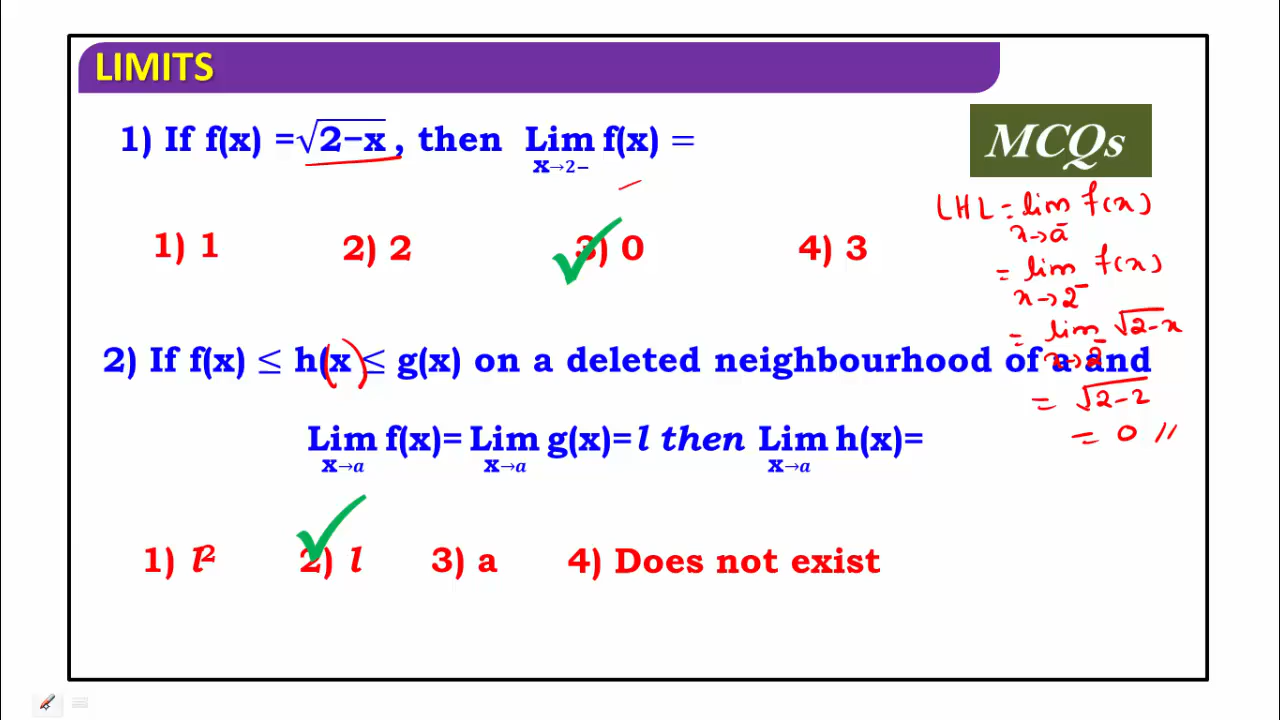 LIMITS
1) If f(x) =√2−x , then Lim f(x) =
x→2−
MCQs
1) 1 2) 2 3) 0 4) 3
LHL = lim f(x)
x→a⁻
= lim f(x)
x→2⁻
= lim √2-x
x→2⁻
= √2-2
= 0 //
2) If f(x) ≤ h(x) ≤ g(x) on a deleted neighbourhood of a and
Lim f(x)= Lim g(x)= l then Lim h(x)=
x→a x→a x→a
1) l² 2) l 3) a 4) Does not exist